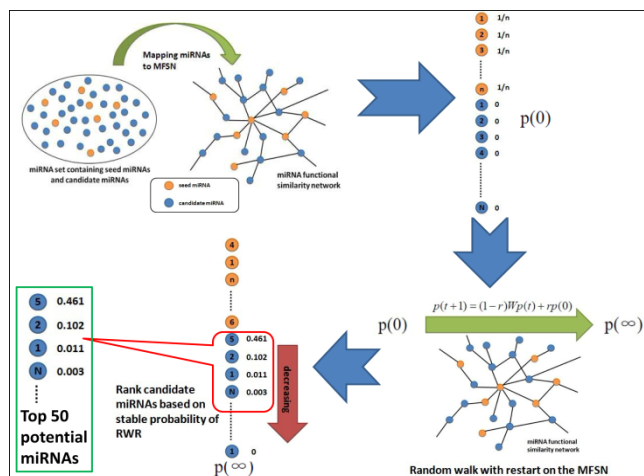 Mapping miRNAs
to MFSN
miRNA set containing seed miRNAs
and candidate miRNAs
seed miRNA
candidate miRNA
miRNA functional
similarity network
1 1/n
2 1/n
3 1/n
n 1/n
1 0
2 0
3 0
4 0
N 0
p(0)
p(t+1) = (1−r)Wp(t)+rp(0)
p(0)
p(∞)
miRNA functional
similarity network
Random walk with restart on the MFSN
4
1
n
6
5 0.461
2 0.102
1 0.011
N 0.003
1 0
p(∞)
decreasing
Rank candidate
miRNAs based on
stable probability of
RWR
5 0.461
2 0.102
1 0.011
N 0.003
Top 50
potential
miRNAs